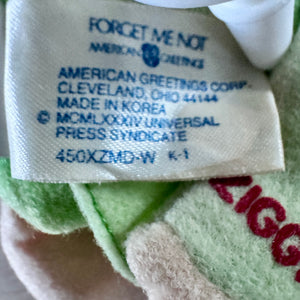 FORGET ME NOT
AMERICAN GREETINGS
AMERICAN GREETINGS CORP.
CLEVELAND, OHIO 44144
MADE IN KOREA
© MCMLXXXIV UNIVERSAL
PRESS SYNDICATE
450XZMD-W K-1
ZIGG